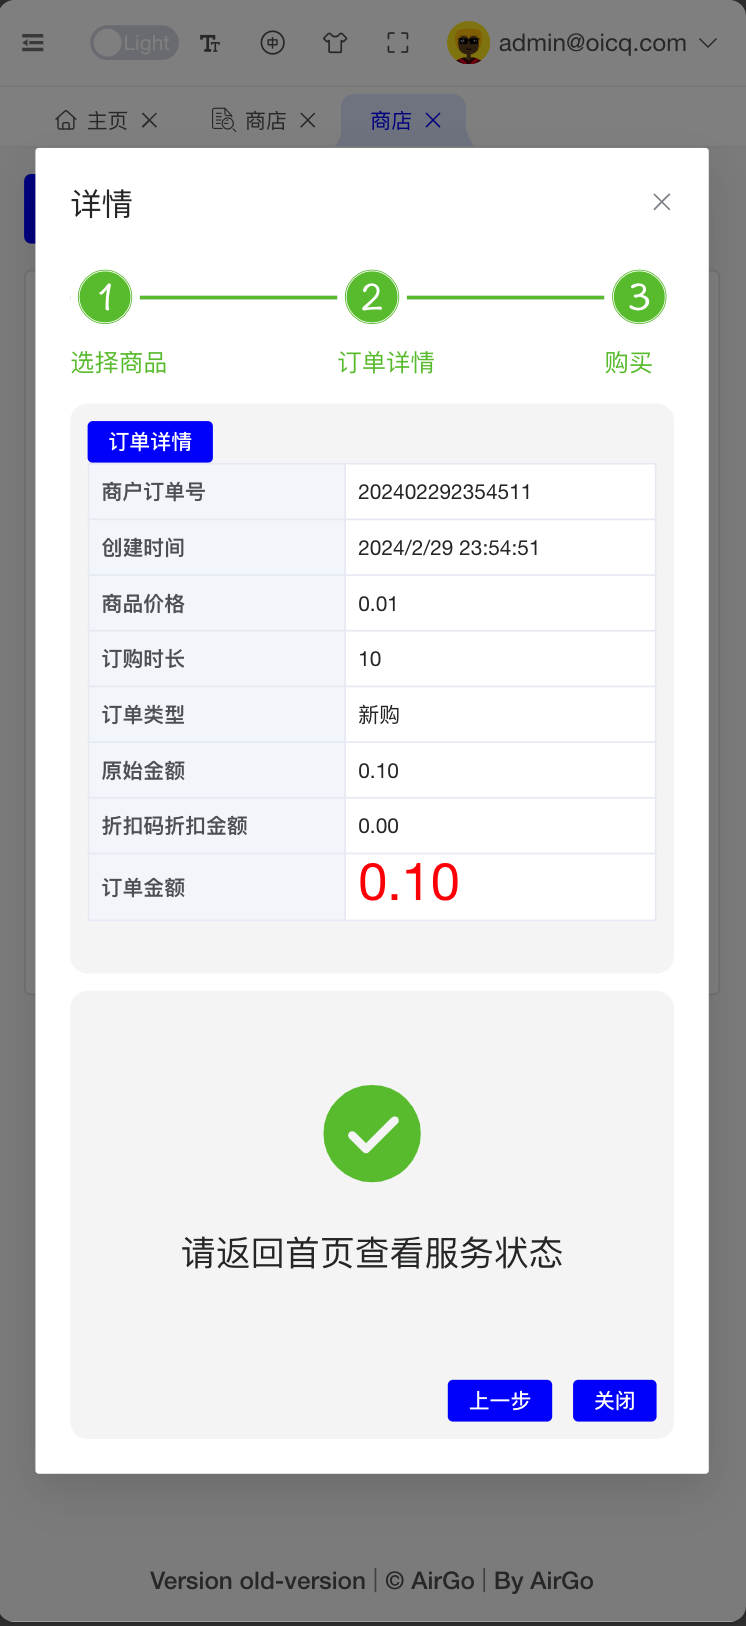 Light
admin@oicq.com
主页
商店
商店
详情
1
2
3
选择商品
订单详情
购买
订单详情
商户订单号 202402292354511
创建时间 2024/2/29 23:54:51
商品价格 0.01
订购时长 10
订单类型 新购
原始金额 0.10
折扣码折扣金额 0.00
订单金额 0.10
请返回首页查看服务状态
上一步
关闭
Version old-version | © AirGo | By AirGo